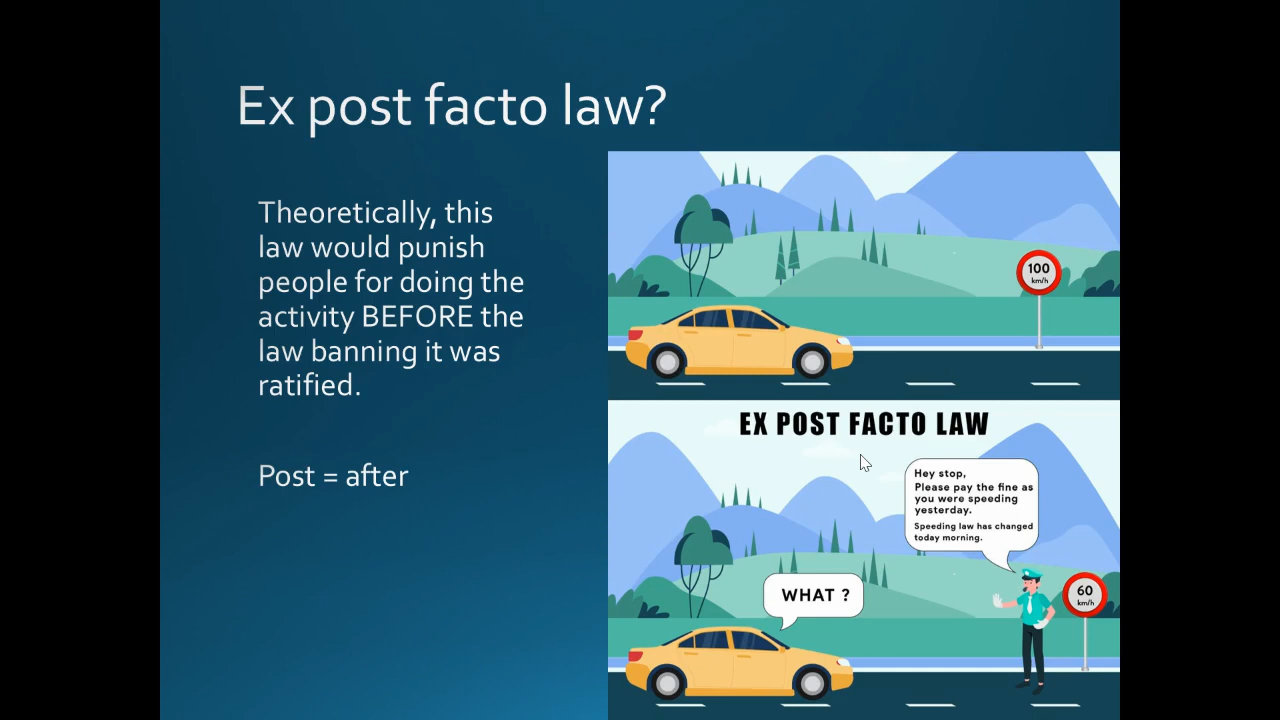 Ex post facto law?
Theoretically, this
law would punish
people for doing the
activity BEFORE the
law banning it was
ratified.
Post = after
100
km/h
EX POST FACTO LAW
Hey stop,
Please pay the fine as
you were speeding
yesterday.
Speeding law has changed
today morning.
WHAT ?
60
km/h